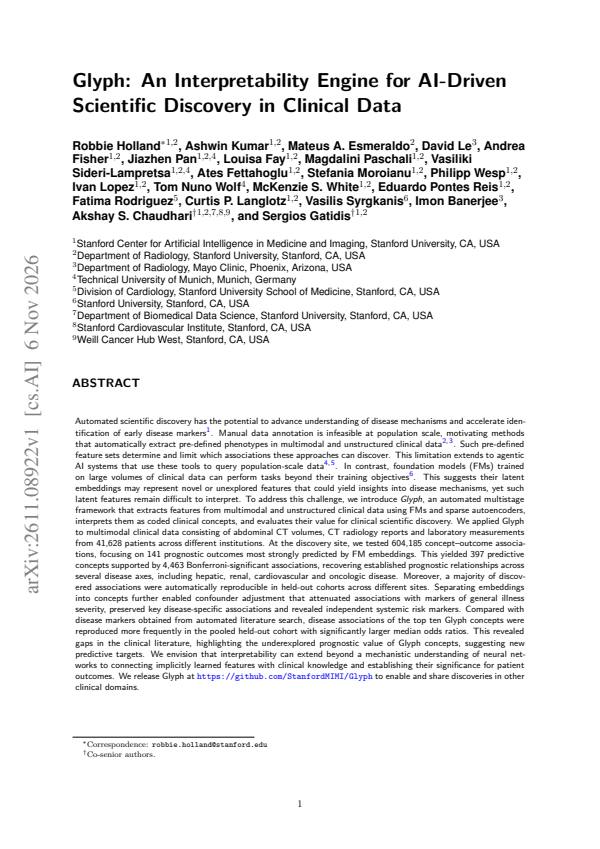 Glyph: An Interpretability Engine for AI-Driven
Scientific Discovery in Clinical Data
Robbie Holland*1,2, Ashwin Kumar1,2, Mateus A. Esmeraldo2, David Le3, Andrea
Fisher1,2, Jiazhen Pan1,2,4, Louisa Fay1,2, Magdalini Paschali1,2, Vasiliki
Sideri-Lampretsa1,2,4, Ates Fettahoglu1,2, Stefania Moroianu1,2, Philipp Wesp1,2,
Ivan Lopez1,2, Tom Nuno Wolf4, McKenzie S. White1,2, Eduardo Pontes Reis1,2,
Fatima Rodriguez5, Curtis P. Langlotz1,2, Vasilis Syrgkanis6, Imon Banerjee3,
Akshay S. Chaudhari†1,2,7,8,9, and Sergios Gatidis†1,2
1Stanford Center for Artificial Intelligence in Medicine and Imaging, Stanford University, CA, USA
2Department of Radiology, Stanford University, Stanford, CA, USA
3Department of Radiology, Mayo Clinic, Phoenix, Arizona, USA
4Technical University of Munich, Munich, Germany
5Division of Cardiology, Stanford University School of Medicine, Stanford, CA, USA
6Stanford University, Stanford, CA, USA
7Department of Biomedical Data Science, Stanford University, Stanford, CA, USA
8Stanford Cardiovascular Institute, Stanford, CA, USA
9Weill Cancer Hub West, Stanford, CA, USA
ABSTRACT
Automated scientific discovery has the potential to advance understanding of disease mechanisms and accelerate iden-
tification of early disease markers1. Manual data annotation is infeasible at population scale, motivating methods
that automatically extract pre-defined phenotypes in multimodal and unstructured clinical data2,3. Such pre-defined
feature sets determine and limit which associations these approaches can discover. This limitation extends to agentic
AI systems that use these tools to query population-scale data4,5. In contrast, foundation models (FMs) trained
on large volumes of clinical data can perform tasks beyond their training objectives6. This suggests their latent
embeddings may represent novel or unexplored features that could yield insights into disease mechanisms, yet such
latent features remain difficult to interpret. To address this challenge, we introduce Glyph, an automated multistage
framework that extracts features from multimodal and unstructured clinical data using FMs and sparse autoencoders,
interprets them as coded clinical concepts, and evaluates their value for clinical scientific discovery. We applied Glyph
to multimodal clinical data consisting of abdominal CT volumes, CT radiology reports and laboratory measurements
from 41,628 patients across different institutions. At the discovery site, we tested 604,185 concept–outcome associa-
tions, focusing on 141 prognostic outcomes most strongly predicted by FM embeddings. This yielded 397 predictive
concepts supported by 4,463 Bonferroni-significant associations, recovering established prognostic relationships across
several disease axes, including hepatic, renal, cardiovascular and oncologic disease. Moreover, a majority of discov-
ered associations were automatically reproducible in held-out cohorts across different sites. Separating embeddings
into concepts further enabled confounder adjustment that attenuated associations with markers of general illness
severity, preserved key disease-specific associations and revealed independent systemic risk markers. Compared with
disease markers obtained from automated literature search, disease associations of the top ten Glyph concepts were
reproduced more frequently in the pooled held-out cohort with significantly larger median odds ratios. This revealed
gaps in the clinical literature, highlighting the underexplored prognostic value of Glyph concepts, suggesting new
predictive targets. We envision that interpretability can extend beyond a mechanistic understanding of neural net-
works to connecting implicitly learned features with clinical knowledge and establishing their significance for patient
outcomes. We release Glyph at https://github.com/StanfordMIMI/Glyph to enable and share discoveries in other
clinical domains.
*Correspondence: robbie.holland@stanford.edu
†Co-senior authors.
1
arXiv:2611.08922v1 [cs.AI] 6 Nov 2026